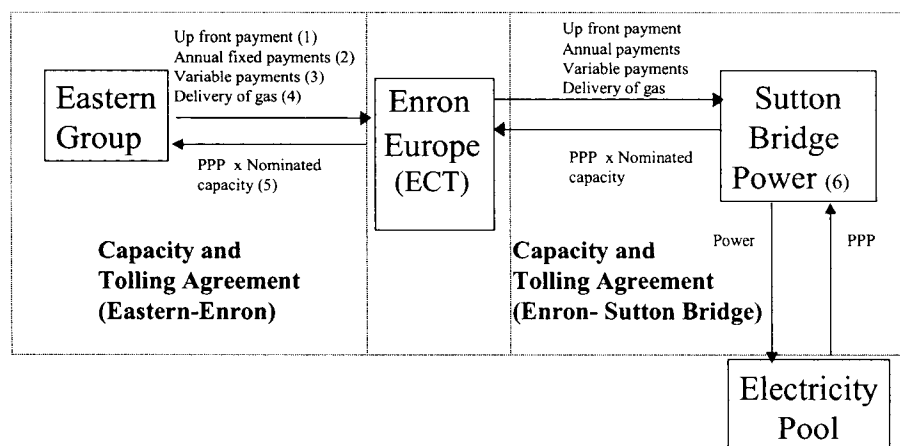 Up front payment (1)
Annual fixed payments (2)
Variable payments (3)
Delivery of gas (4)
Up front payment
Annual payments
Variable payments
Delivery of gas
Eastern
Group
Enron
Europe
(ECT)
Sutton
Bridge
Power (6)
PPP x Nominated
capacity (5)
PPP x Nominated
capacity
Capacity and
Tolling Agreement
(Eastern-Enron)
Capacity and
Tolling Agreement
(Enron- Sutton Bridge)
Power
PPP
Electricity
Pool